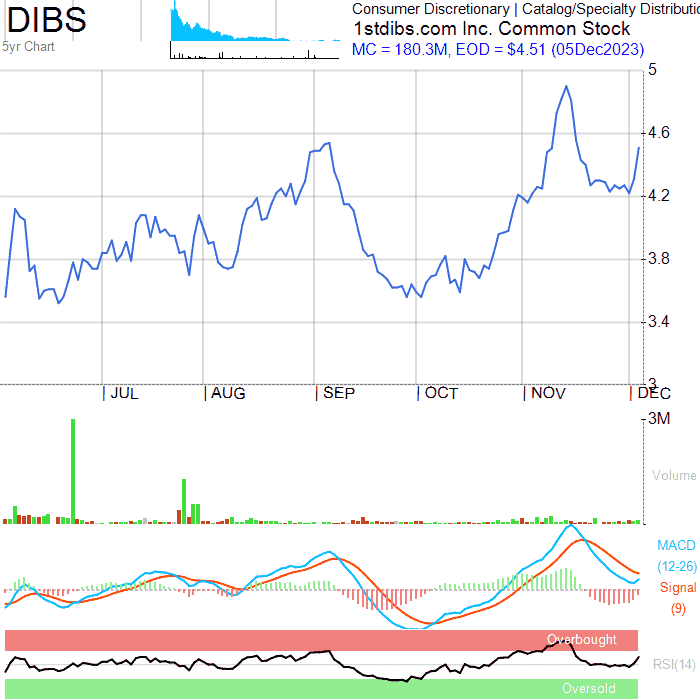 DIBS
5yr Chart
Consumer Discretionary | Catalog/Specialty Distributio
1stdibs.com Inc. Common Stock
MC = 180.3M, EOD = $4.51 (05Dec2023)
5
4.6
4.2
3.8
3.4
3
JUL AUG SEP OCT NOV DEC
3M
Volume
MACD
(12-26)
Signal
(9)
Overbought
RSI(14)
Oversold